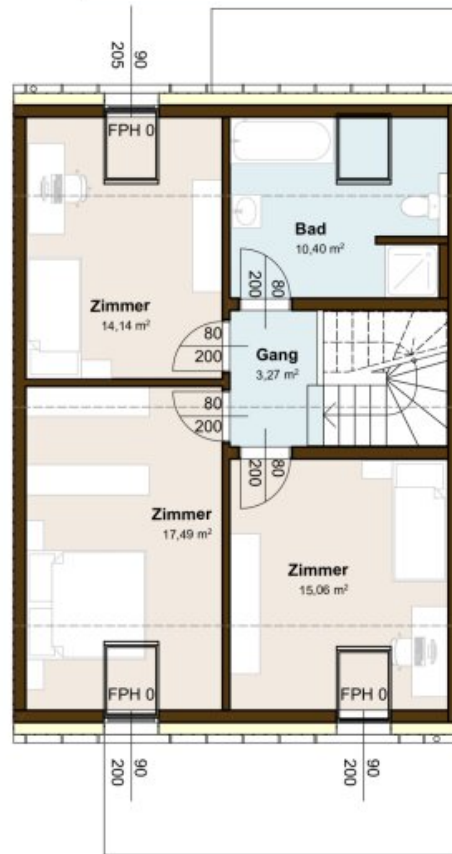 205
90
FPH 0
Bad
10,40 m²
Zimmer
14,14 m²
80
200
80
200
Gang
3,27 m²
80
200
80
200
Zimmer
17,49 m²
Zimmer
15,06 m²
FPH 0
FPH 0
200
90
200
90